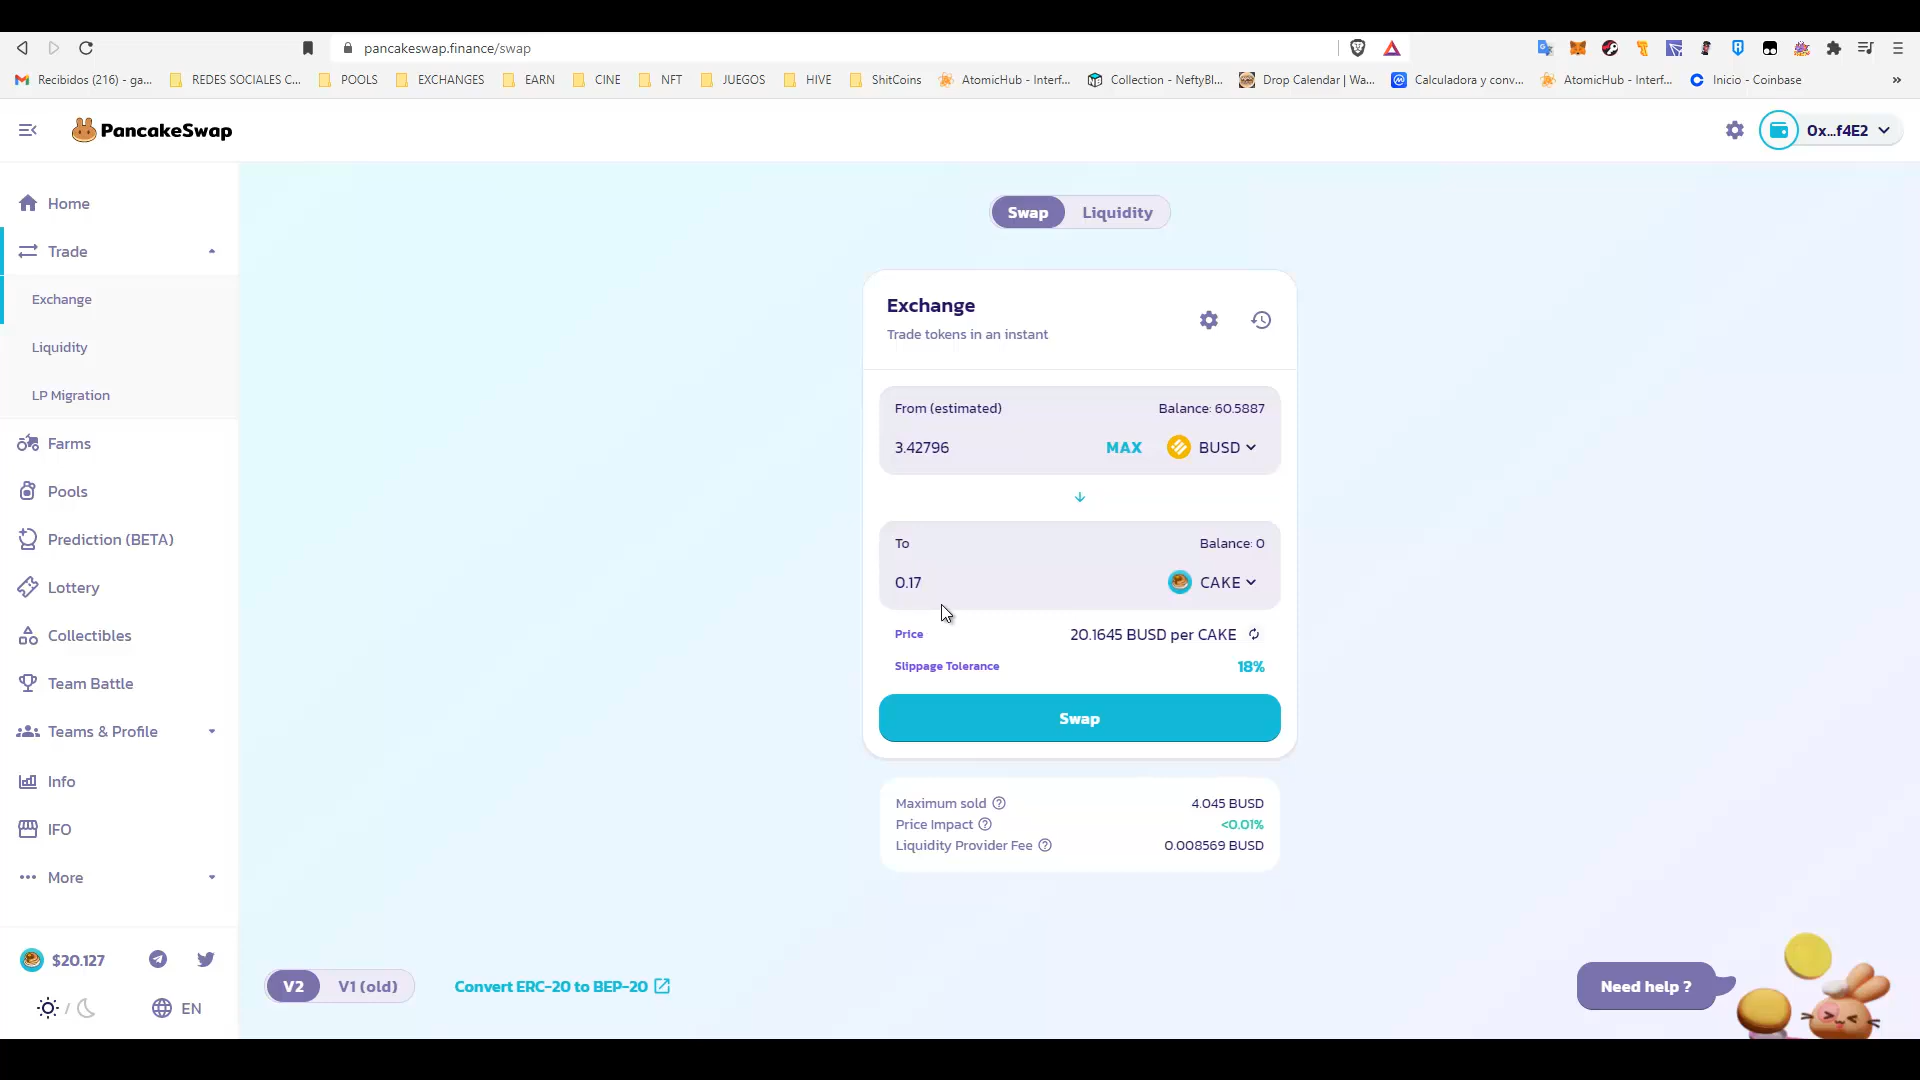 pancakeswap.finance/swap
Recibidos (216) - ga... REDES SOCIALES C... POOLS EXCHANGES EARN CINE NFT JUEGOS HIVE ShitCoins AtomicHub - Interf... Collection - NeftyBl... Drop Calendar | Wa... Calculadora y conv... AtomicHub - Interf... Inicio - Coinbase »
PancakeSwap
0x...f4E2
Home
Trade
Exchange
Liquidity
LP Migration
Farms
Pools
Prediction (BETA)
Lottery
Collectibles
Team Battle
Teams & Profile
Info
IFO
More
$20.127
/
EN
Swap Liquidity
Exchange
Trade tokens in an instant
From (estimated) Balance: 60.5887
3.42796 MAX BUSD
To Balance: 0
0.17 CAKE
Price 20.1645 BUSD per CAKE
Slippage Tolerance 18%
Swap
Maximum sold ? 4.045 BUSD
Price Impact ? <0.01%
Liquidity Provider Fee ? 0.008569 BUSD
V2 V1 (old) Convert ERC-20 to BEP-20
Need help ?